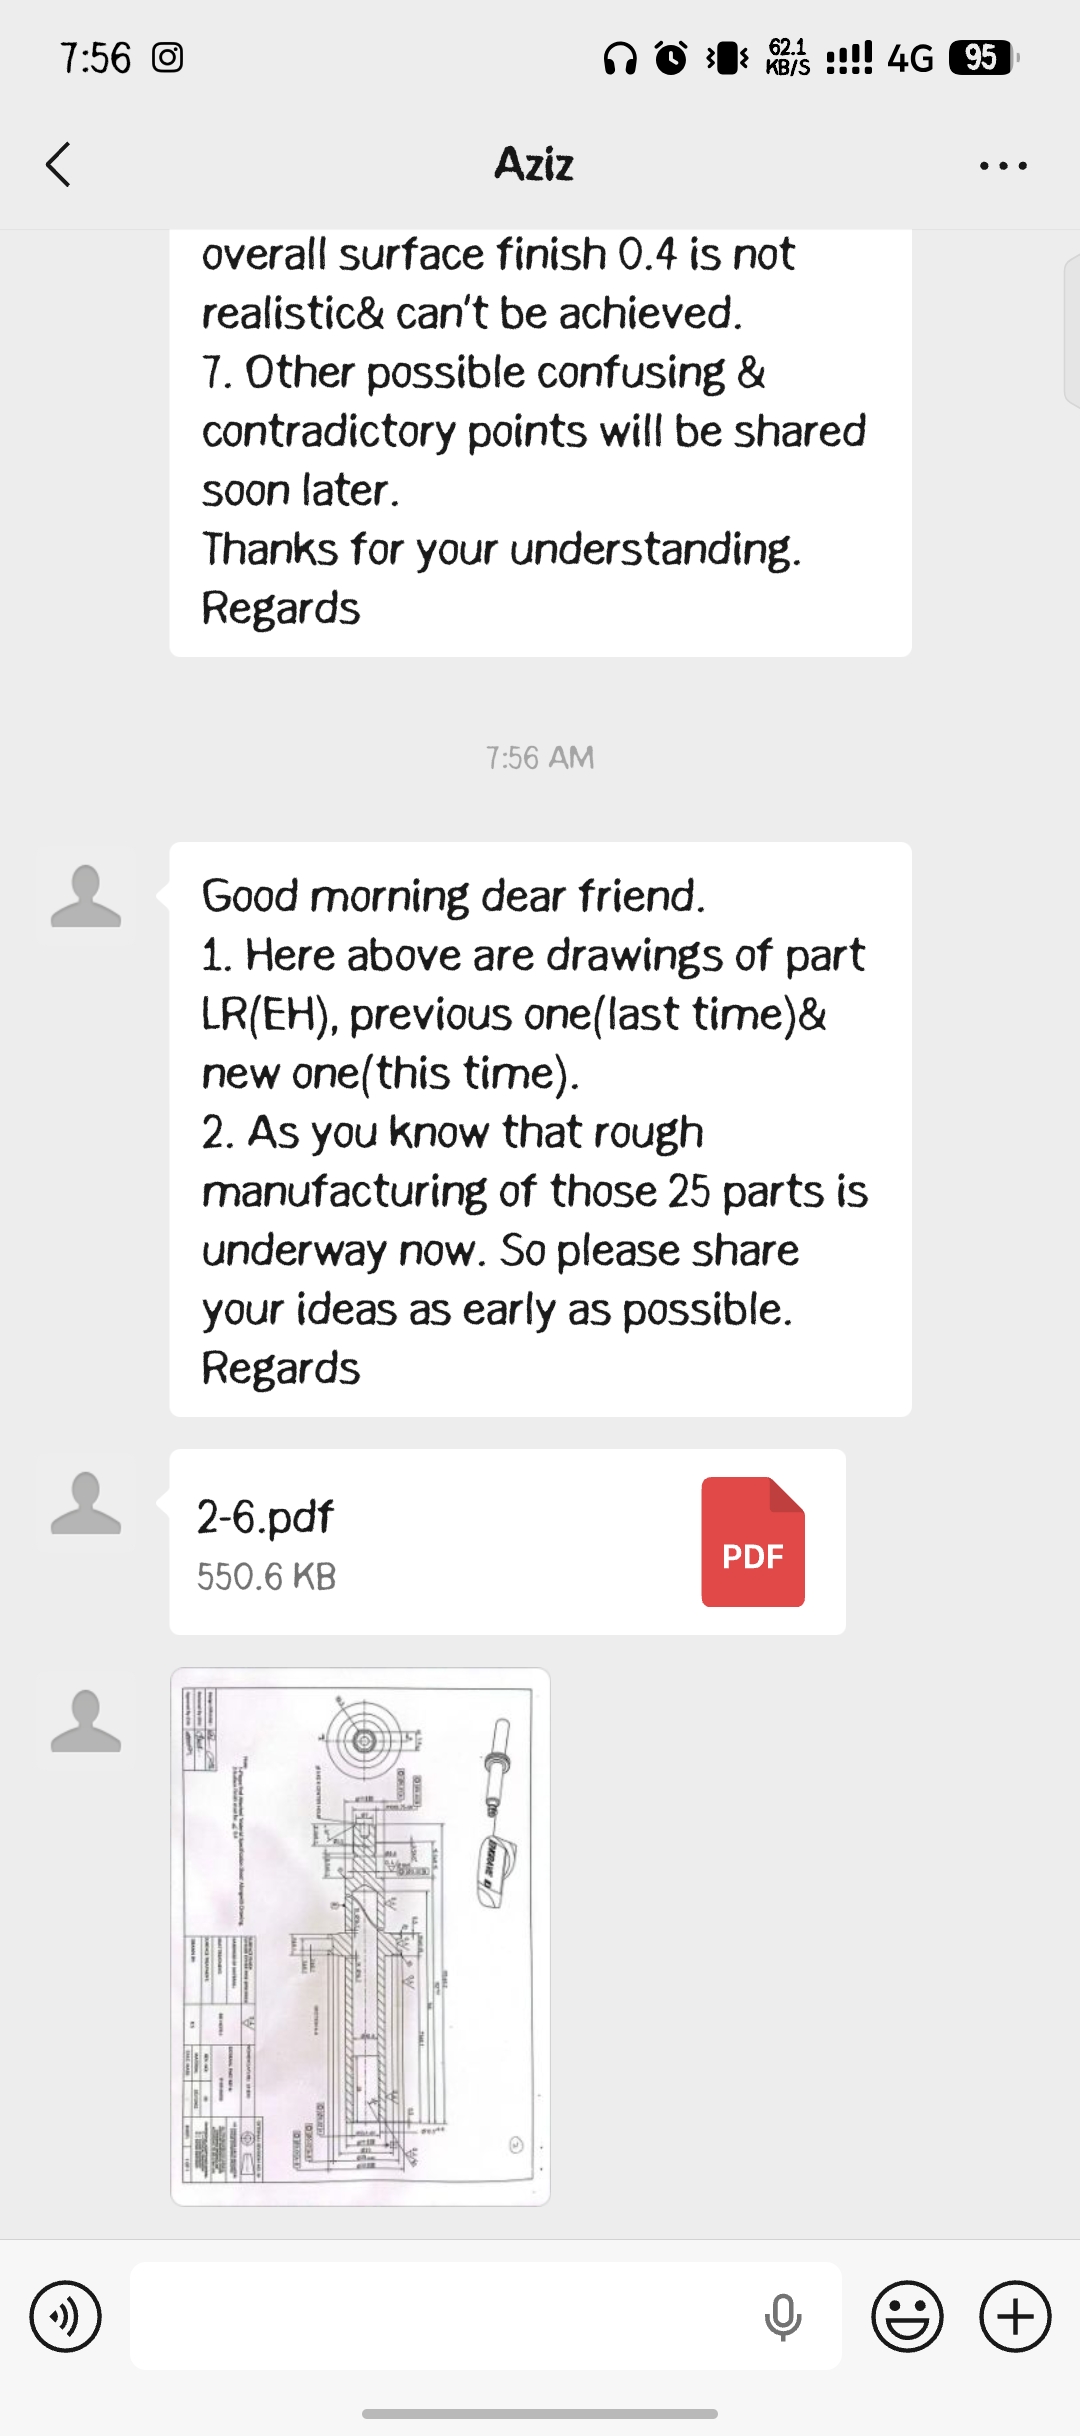 7:56
62.1
KB/S
4G
95
Aziz
overall surface finish 0.4 is not
realistic& can't be achieved.
7. Other possible confusing &
contradictory points will be shared
soon later.
Thanks for your understanding.
Regards
7:56 AM
Good morning dear friend.
1. Here above are drawings of part
LR(EH), previous one(last time)&
new one(this time).
2. As you know that rough
manufacturing of those 25 parts is
underway now. So please share
your ideas as early as possible.
Regards
2-6.pdf
550.6 KB
PDF